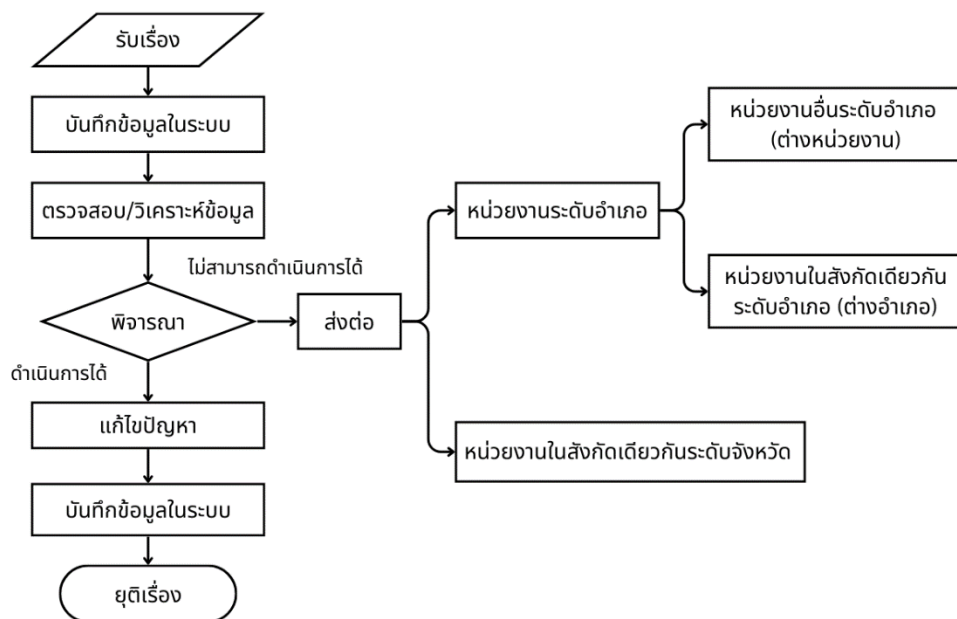 รับเรื่อง
บันทึกข้อมูลในระบบ
ตรวจสอบ/วิเคราะห์ข้อมูล
พิจารณา
ไม่สามารถดำเนินการได้
ส่งต่อ
หน่วยงานระดับอำเภอ
หน่วยงานอื่นระดับอำเภอ
(ต่างหน่วยงาน)
หน่วยงานในสังกัดเดียวกัน
ระดับอำเภอ (ต่างอำเภอ)
หน่วยงานในสังกัดเดียวกันระดับจังหวัด
ดำเนินการได้
แก้ไขปัญหา
บันทึกข้อมูลในระบบ
ยุติเรื่อง